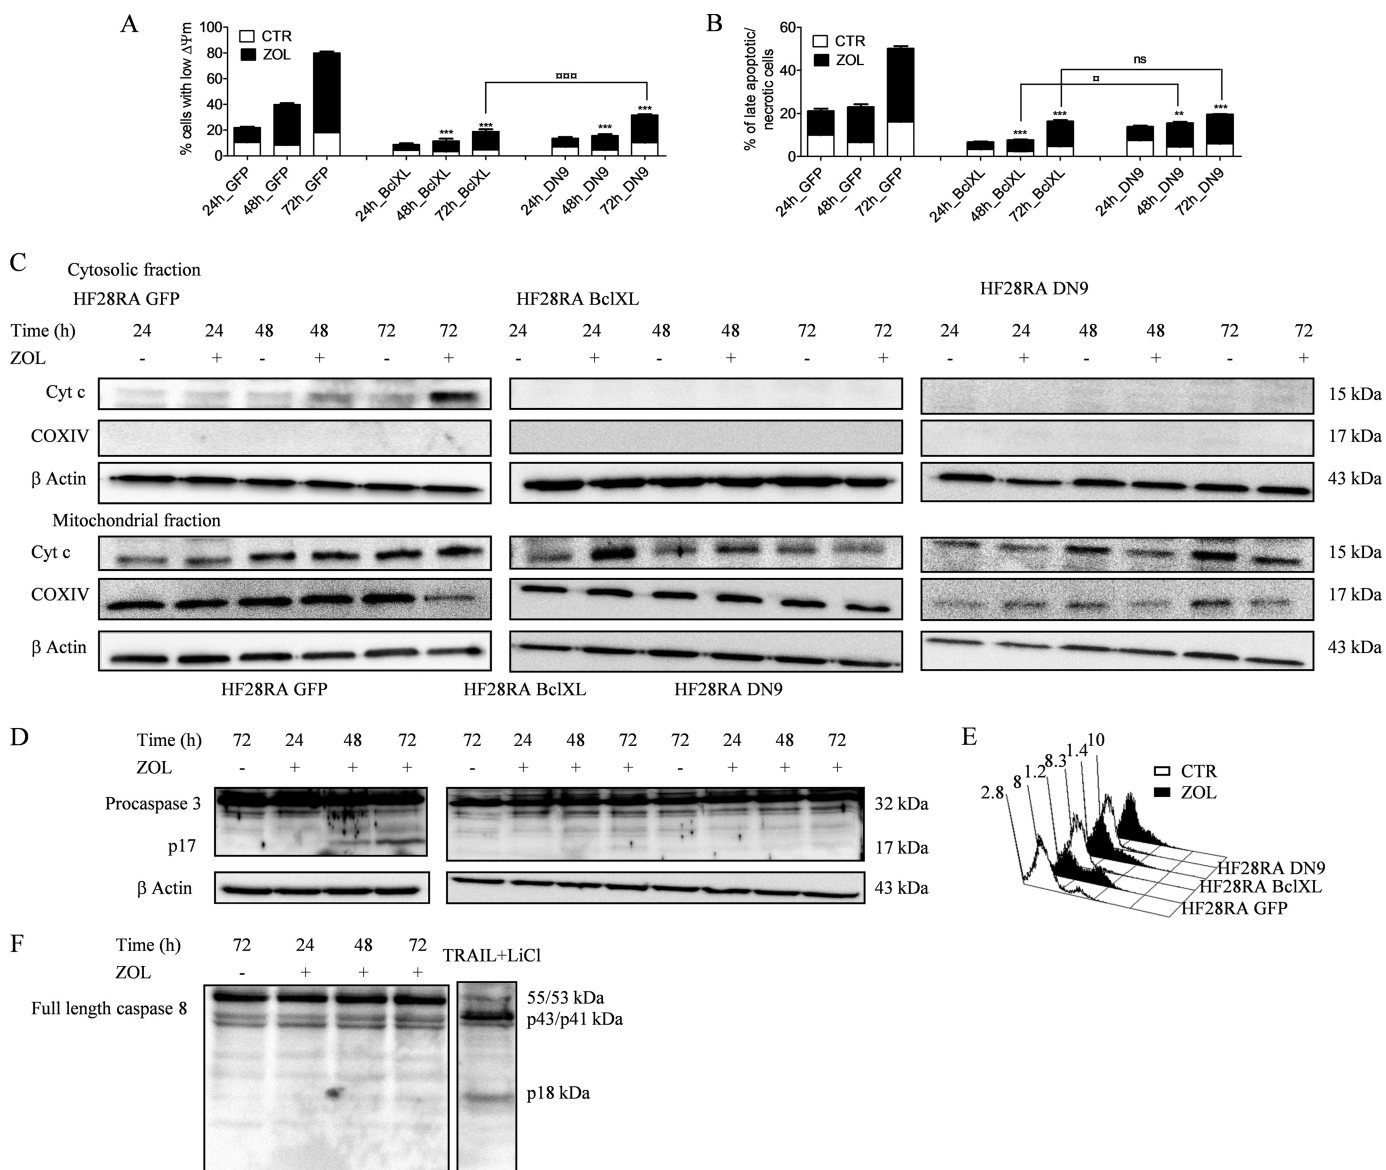 A
% cells with low ΔΨm
100
80
60
40
20
0
CTR
ZOL
¤¤¤
***
***
***
***
24h_GFP
48h_GFP
72h_GFP
24h_BclXL
48h_BclXL
72h_BclXL
24h_DN9
48h_DN9
72h_DN9
B
% of late apoptotic/
necrotic cells
60
40
20
0
CTR
ZOL
ns
¤
***
***
**
***
24h_GFP
48h_GFP
72h_GFP
24h_BclXL
48h_BclXL
72h_BclXL
24h_DN9
48h_DN9
72h_DN9
C
Cytosolic fraction
HF28RA GFP HF28RA BclXL HF28RA DN9
Time (h) 24 24 48 48 72 72 24 24 48 48 72 72 24 24 48 48 72 72
ZOL - + - + - + - + - + - + - + - + - +
Cyt c 15 kDa
COXIV 17 kDa
β Actin 43 kDa
Mitochondrial fraction
Cyt c 15 kDa
COXIV 17 kDa
β Actin 43 kDa
HF28RA GFP HF28RA BclXL HF28RA DN9
D
Time (h) 72 24 48 72 72 24 48 72 72 24 48 72
ZOL - + + + - + + + - + + +
Procaspase 3 32 kDa
p17 17 kDa
β Actin 43 kDa
E
2.8 8 1.2 8.3 1.4 10
CTR
ZOL
HF28RA DN9
HF28RA BclXL
HF28RA GFP
F
Time (h) 72 24 48 72 TRAIL+LiCl
ZOL - + + +
Full length caspase 8 55/53 kDa
p43/p41 kDa
p18 kDa